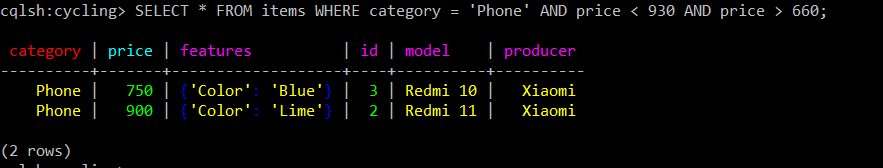 cqlsh:cycling> SELECT * FROM items WHERE category = 'Phone' AND price < 930 AND price > 660;
category | price | features | id | model | producer
----------+-------+-------------------+----+----------+----------
Phone | 750 | {'Color': 'Blue'} | 3 | Redmi 10 | Xiaomi
Phone | 900 | {'Color': 'Lime'} | 2 | Redmi 11 | Xiaomi
(2 rows)